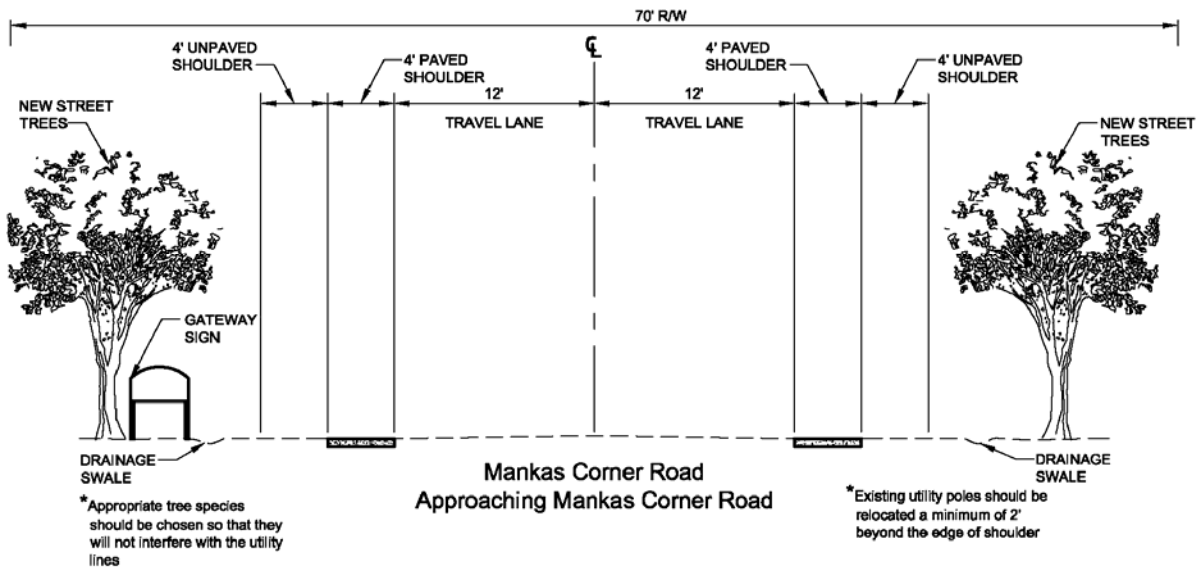 70' R/W
℄
4' UNPAVED
SHOULDER
4' PAVED
SHOULDER
4' PAVED
SHOULDER
4' UNPAVED
SHOULDER
12'
12'
TRAVEL LANE
TRAVEL LANE
NEW STREET
TREES
NEW STREET
TREES
GATEWAY
SIGN
DRAINAGE
SWALE
DRAINAGE
SWALE
Mankas Corner Road
Approaching Mankas Corner Road
*Appropriate tree species
should be chosen so that they
will not interfere with the utility
lines
*Existing utility poles should be
relocated a minimum of 2'
beyond the edge of shoulder